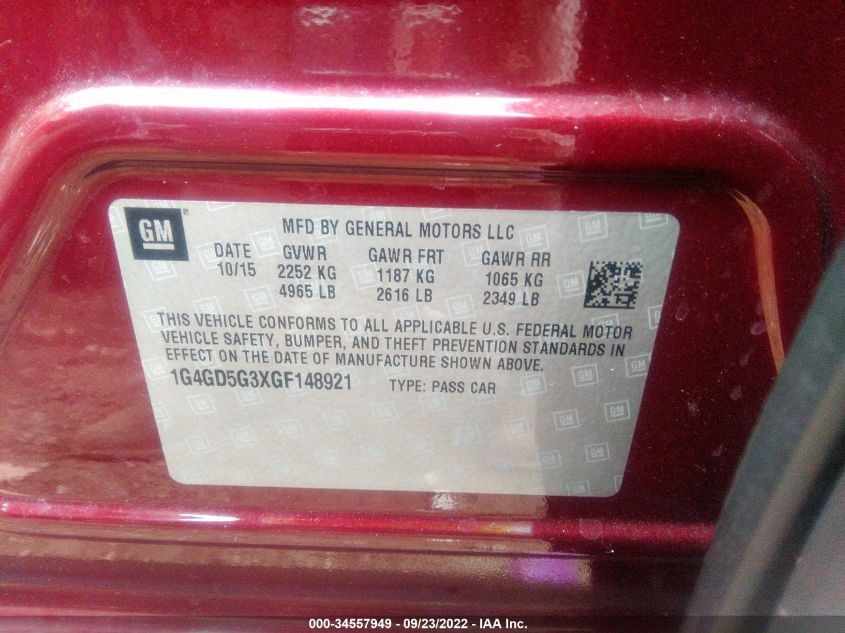 GM
MFD BY GENERAL MOTORS LLC
DATE GVWR GAWR FRT GAWR RR
10/15 2252 KG 1187 KG 1065 KG
4965 LB 2616 LB 2349 LB
THIS VEHICLE CONFORMS TO ALL APPLICABLE U.S. FEDERAL MOTOR
VEHICLE SAFETY, BUMPER, AND THEFT PREVENTION STANDARDS IN
EFFECT ON THE DATE OF MANUFACTURE SHOWN ABOVE.
1G4GD5G3XGF148921 TYPE: PASS CAR
000-34557949 - 09/23/2022 - IAA Inc.